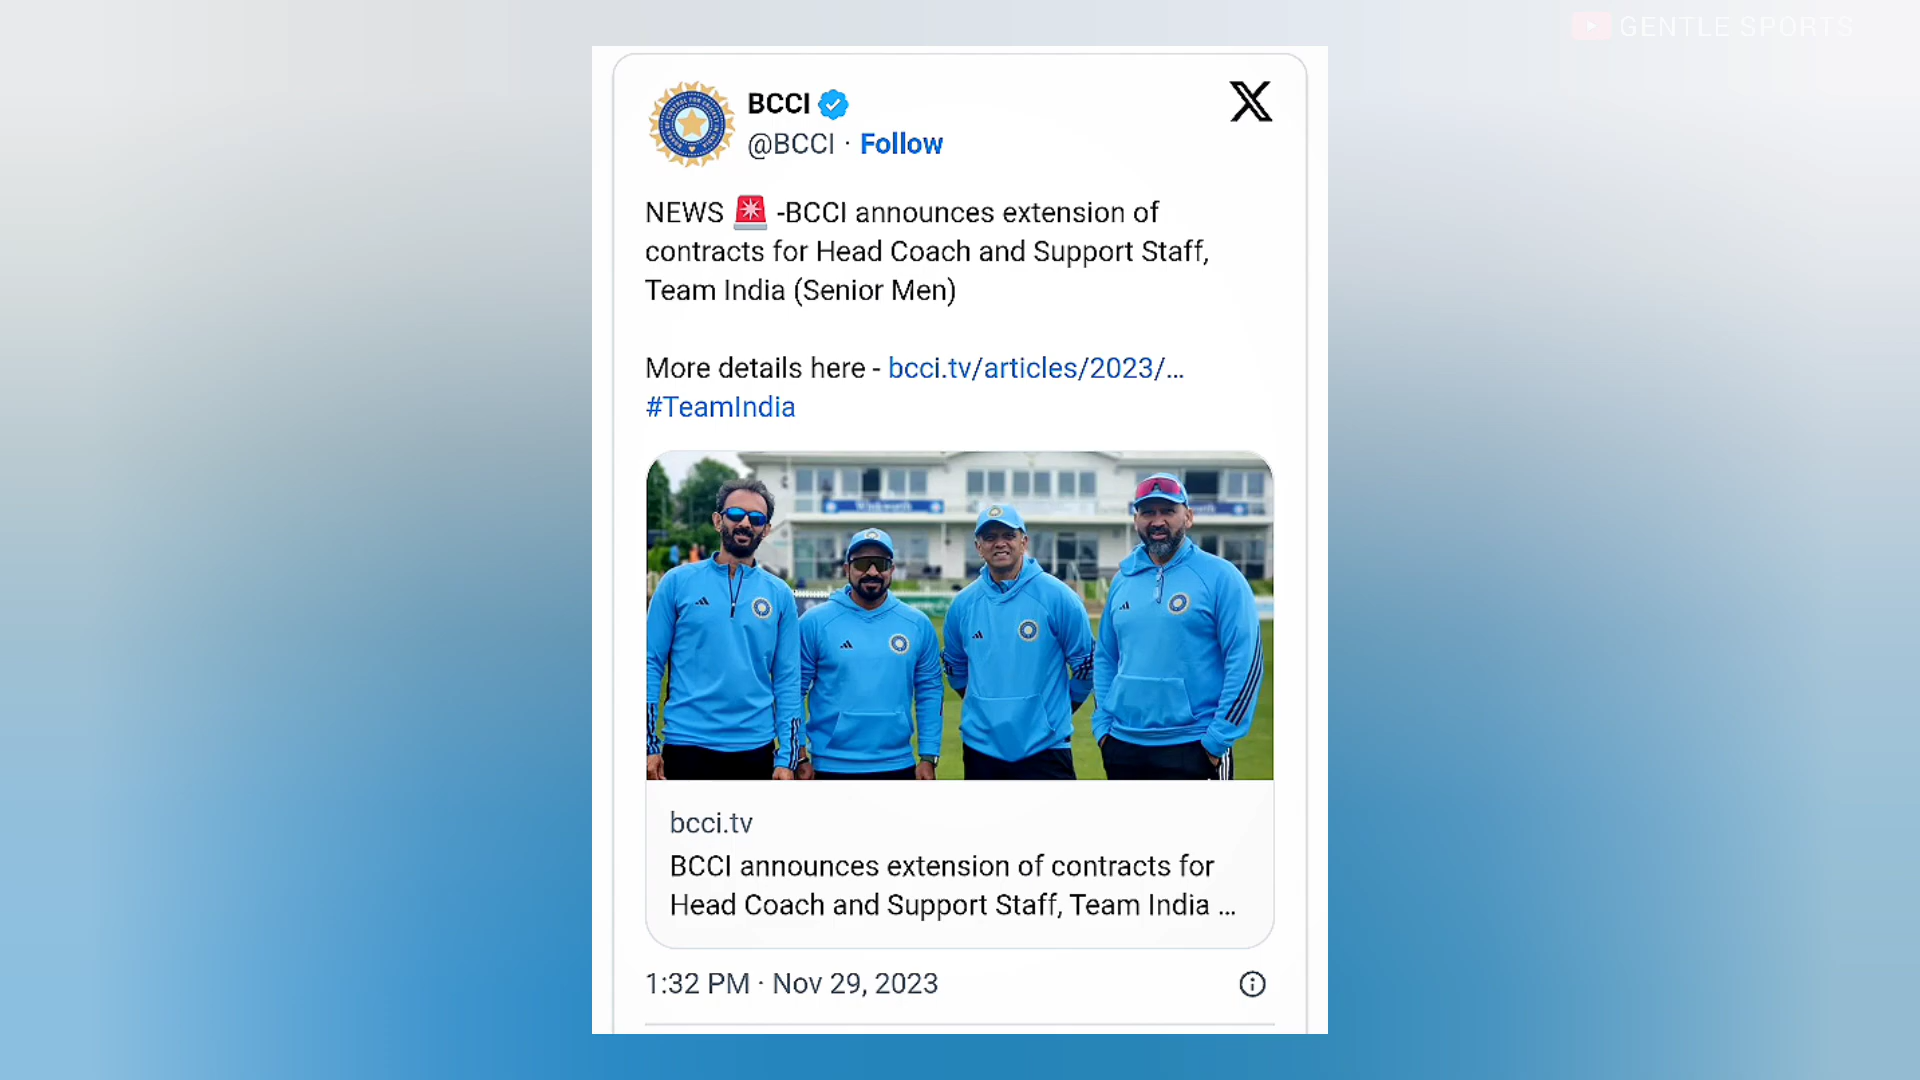 GENTLE SPORTS
BCCI
@BCCI · Follow
NEWS 🚨 -BCCI announces extension of
contracts for Head Coach and Support Staff,
Team India (Senior Men)
More details here - bcci.tv/articles/2023/…
#TeamIndia
bcci.tv
BCCI announces extension of contracts for
Head Coach and Support Staff, Team India ...
1:32 PM · Nov 29, 2023